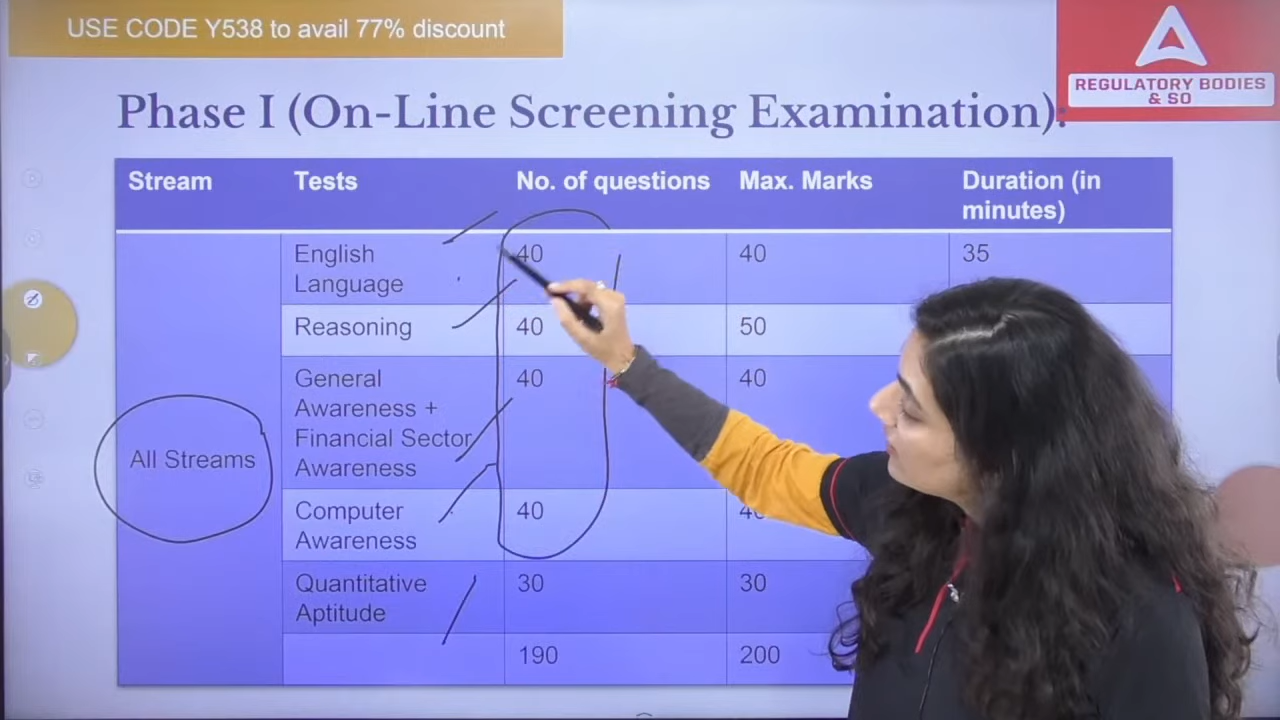 USE CODE Y538 to avail 77% discount
REGULATORY BODIES
& SO
Phase I (On-Line Screening Examination):
Stream Tests No. of questions Max. Marks Duration (in
minutes)
English
Language 40 40 35
Reasoning 40 50
General
Awareness +
Financial Sector
Awareness 40 40
All Streams
Computer
Awareness 40
Quantitative
Aptitude 30 30
190 200